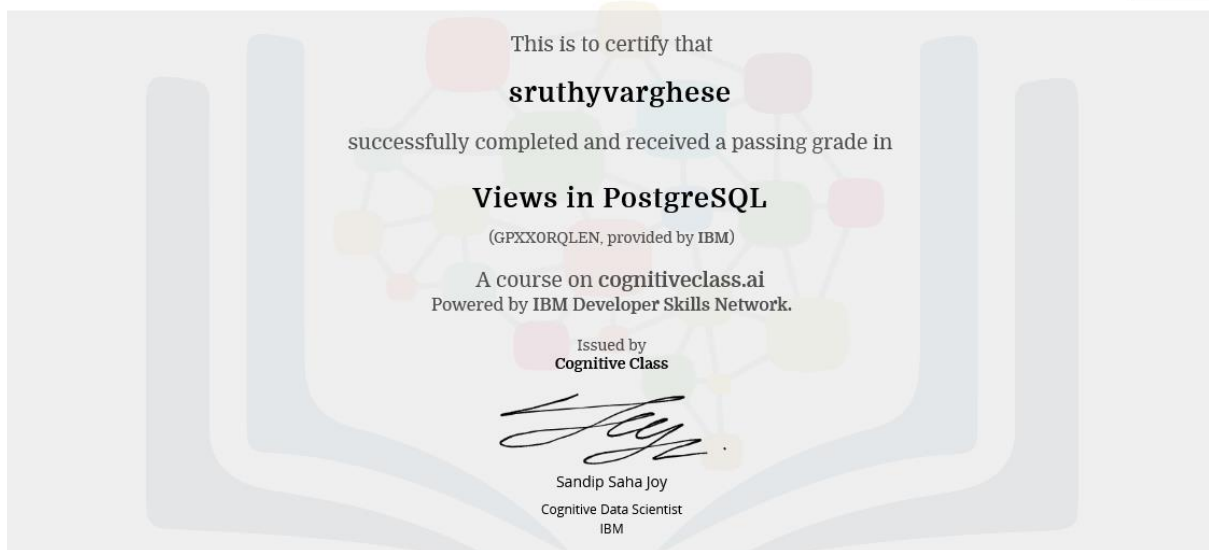 This is to certify that
sruthyvarghese
successfully completed and received a passing grade in
Views in PostgreSQL
(GPXX0RQLEN, provided by IBM)
A course on cognitiveclass.ai
Powered by IBM Developer Skills Network.
Issued by
Cognitive Class
Sandip Saha Joy
Cognitive Data Scientist
IBM